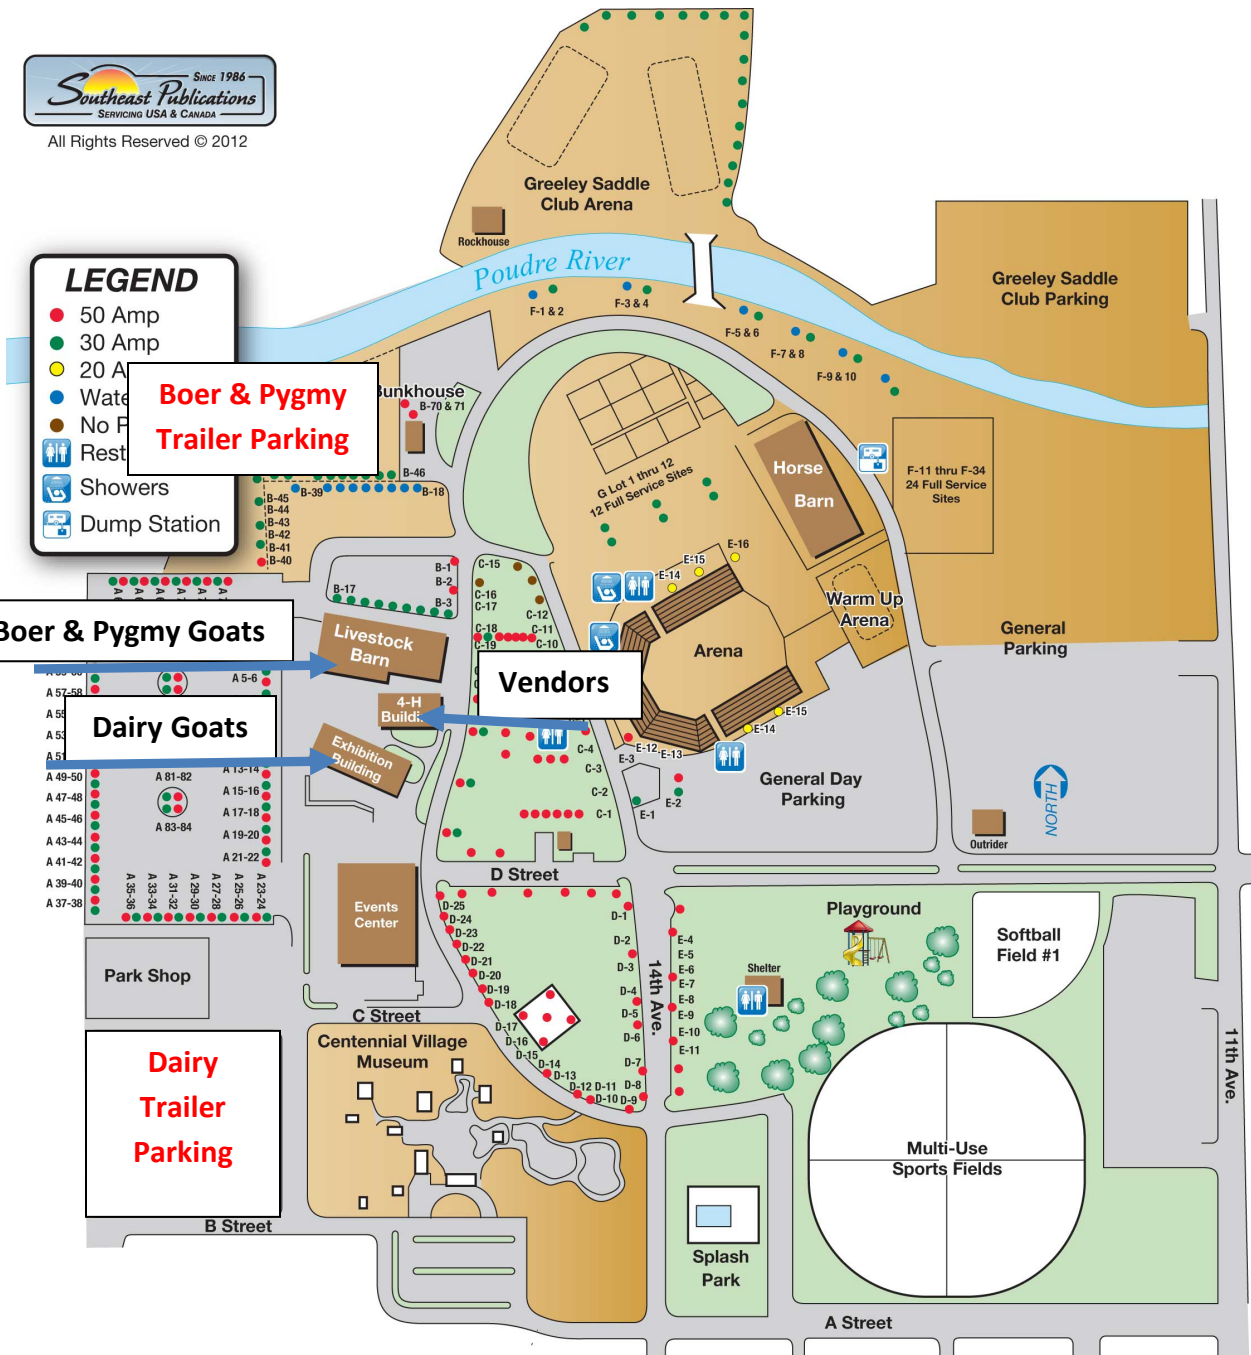 Since 1986
Southeast Publications
Servicing USA & Canada
All Rights Reserved © 2012
Greeley Saddle
Club Arena
Rockhouse
Poudre River
Greeley Saddle
Club Parking
LEGEND
50 Amp
30 Amp
20 A
Wate
No P
Rest
Showers
Dump Station
Boer & Pygmy
Trailer Parking
Bunkhouse
B-70 & 71
F-1 & 2
F-3 & 4
F-5 & 6
F-7 & 8
F-9 & 10
F-11 thru F-34
24 Full Service
Sites
G Lot 1 thru 12
12 Full Service Sites
Horse
Barn
B-46
B-39
B-18
B-45
B-44
B-43
B-42
B-41
B-40
B-1
B-2
B-3
B-17
C-15
C-16
C-17
C-12
C-11
C-10
C-18
C-19
E-16
E-15
E-14
Warm Up
Arena
General
Parking
Boer & Pygmy Goats
Livestock
Barn
Arena
Vendors
4-H
Buildin
Dairy Goats
Exhibition
Building
A 5-6
A 57-58
A 49-50
A 47-48
A 45-46
A 43-44
A 41-42
A 39-40
A 37-38
A 81-82
A 83-84
A 13-14
A 15-16
A 17-18
A 19-20
A 21-22
A 35-36
A 33-34
A 31-32
A 29-30
A 27-28
A 25-26
A 23-24
C-4
C-3
C-2
C-1
E-12
E-13
E-3
E-2
E-1
E-15
E-14
General Day
Parking
NORTH
Outrider
D Street
Events
Center
D-25
D-24
D-23
D-22
D-21
D-20
D-19
D-18
D-17
D-16
D-15
D-14
D-13
D-12
D-11
D-10
D-9
D-8
D-7
D-6
D-5
D-4
D-3
D-2
D-1
14th Ave.
E-4
E-5
E-6
E-7
E-8
E-9
E-10
E-11
Playground
Shelter
Softball
Field #1
Park Shop
C Street
Centennial Village
Museum
Dairy
Trailer
Parking
11th Ave.
Multi-Use
Sports Fields
B Street
Splash
Park
A Street